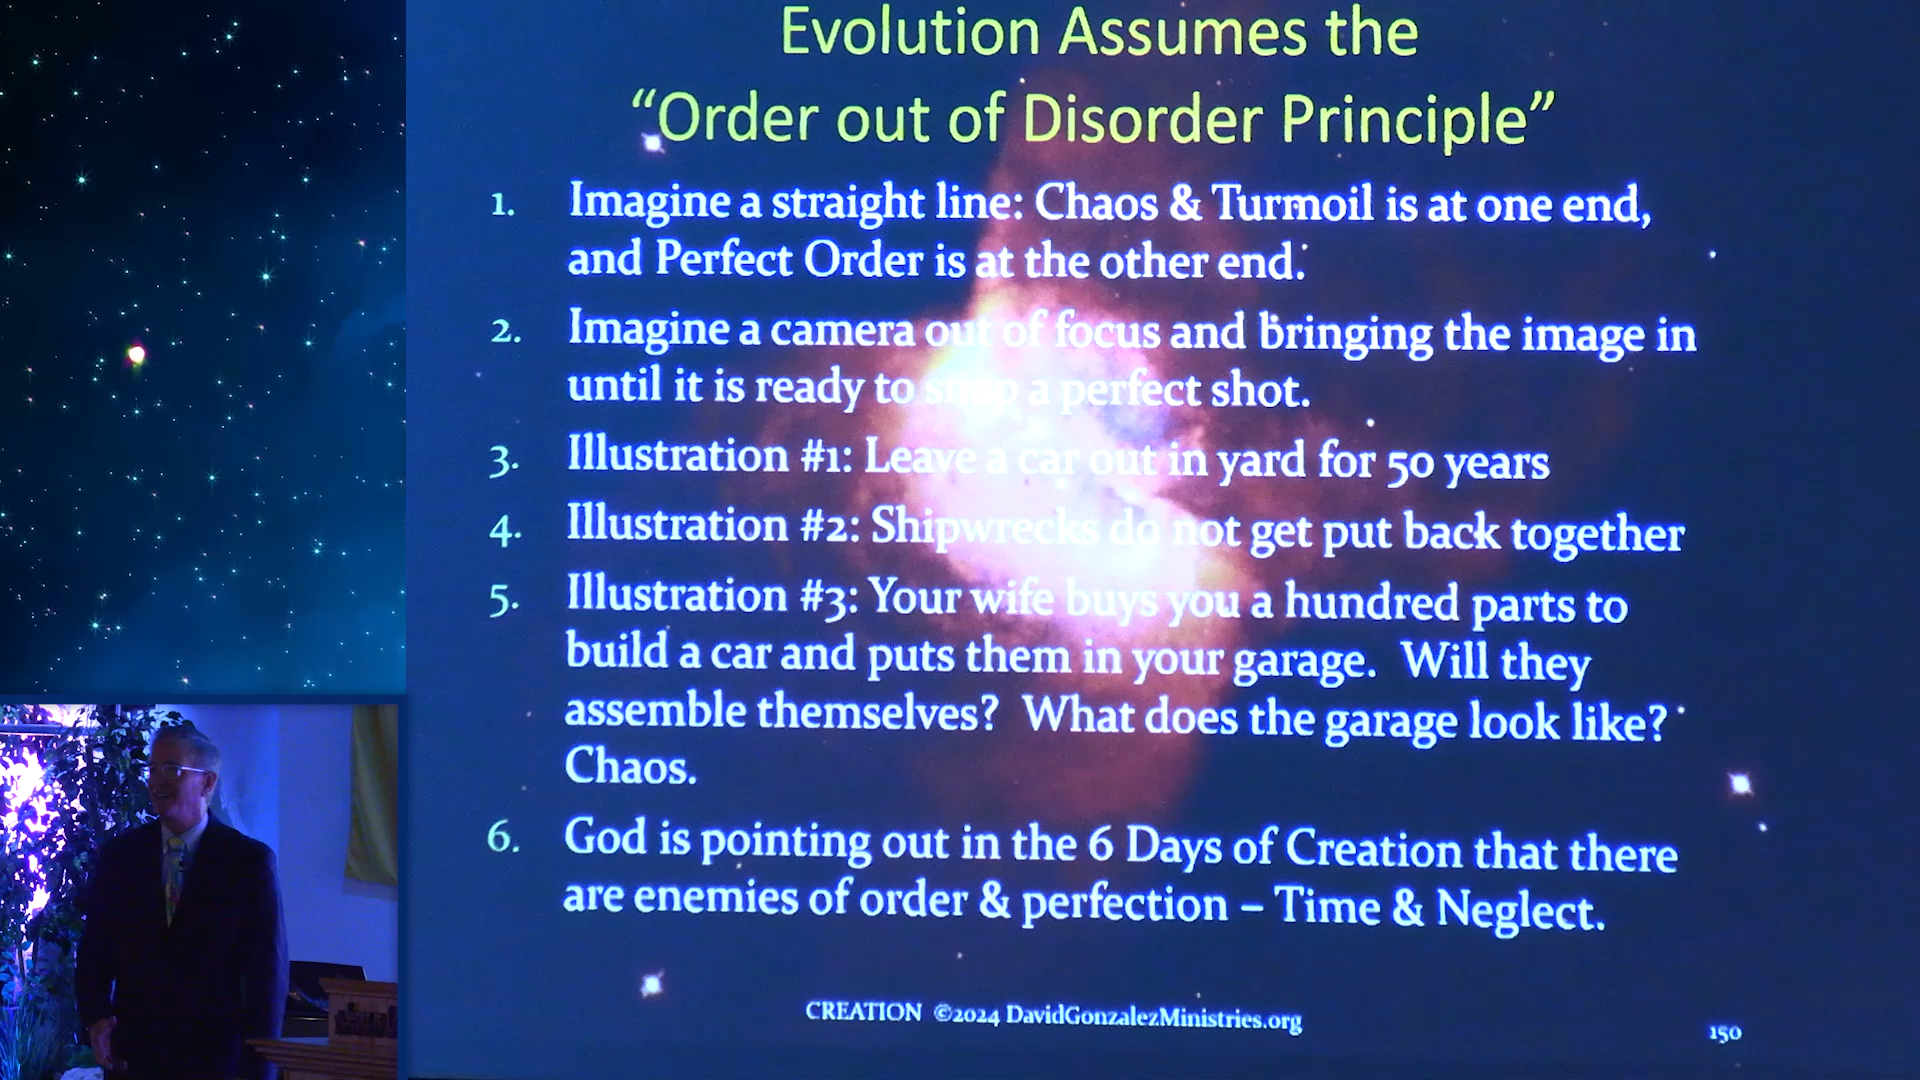 Evolution Assumes the
“Order out of Disorder Principle”
1. Imagine a straight line: Chaos & Turmoil is at one end,
and Perfect Order is at the other end.
2. Imagine a camera out of focus and bringing the image in
until it is ready to snap a perfect shot.
3. Illustration #1: Leave a car out in yard for 50 years
4. Illustration #2: Shipwrecks do not get put back together
5. Illustration #3: Your wife buys you a hundred parts to
build a car and puts them in your garage. Will they
assemble themselves? What does the garage look like?
Chaos.
6. God is pointing out in the 6 Days of Creation that there
are enemies of order & perfection – Time & Neglect.
CREATION ©2024 DavidGonzalezMinistries.org
150